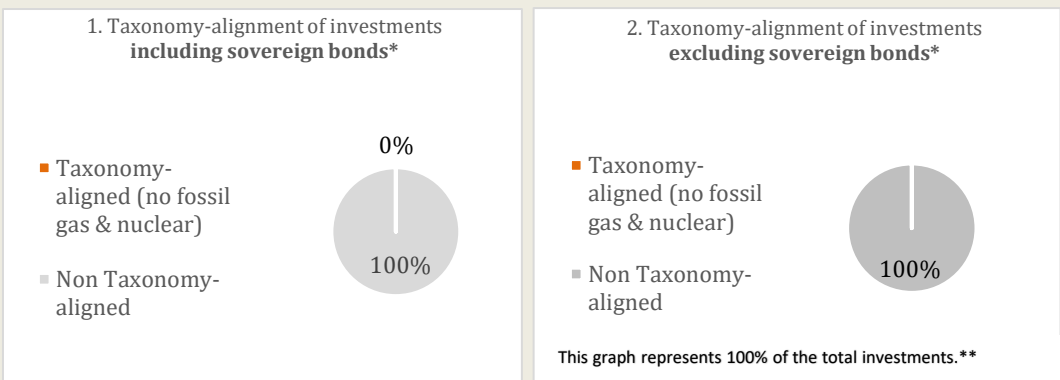 1. Taxonomy-alignment of investments
including sovereign bonds*
Taxonomy-
aligned (no fossil
gas & nuclear)
Non Taxonomy-
aligned
0%
100%
2. Taxonomy-alignment of investments
excluding sovereign bonds*
Taxonomy-
aligned (no fossil
gas & nuclear)
Non Taxonomy-
aligned
100%
This graph represents 100% of the total investments.**